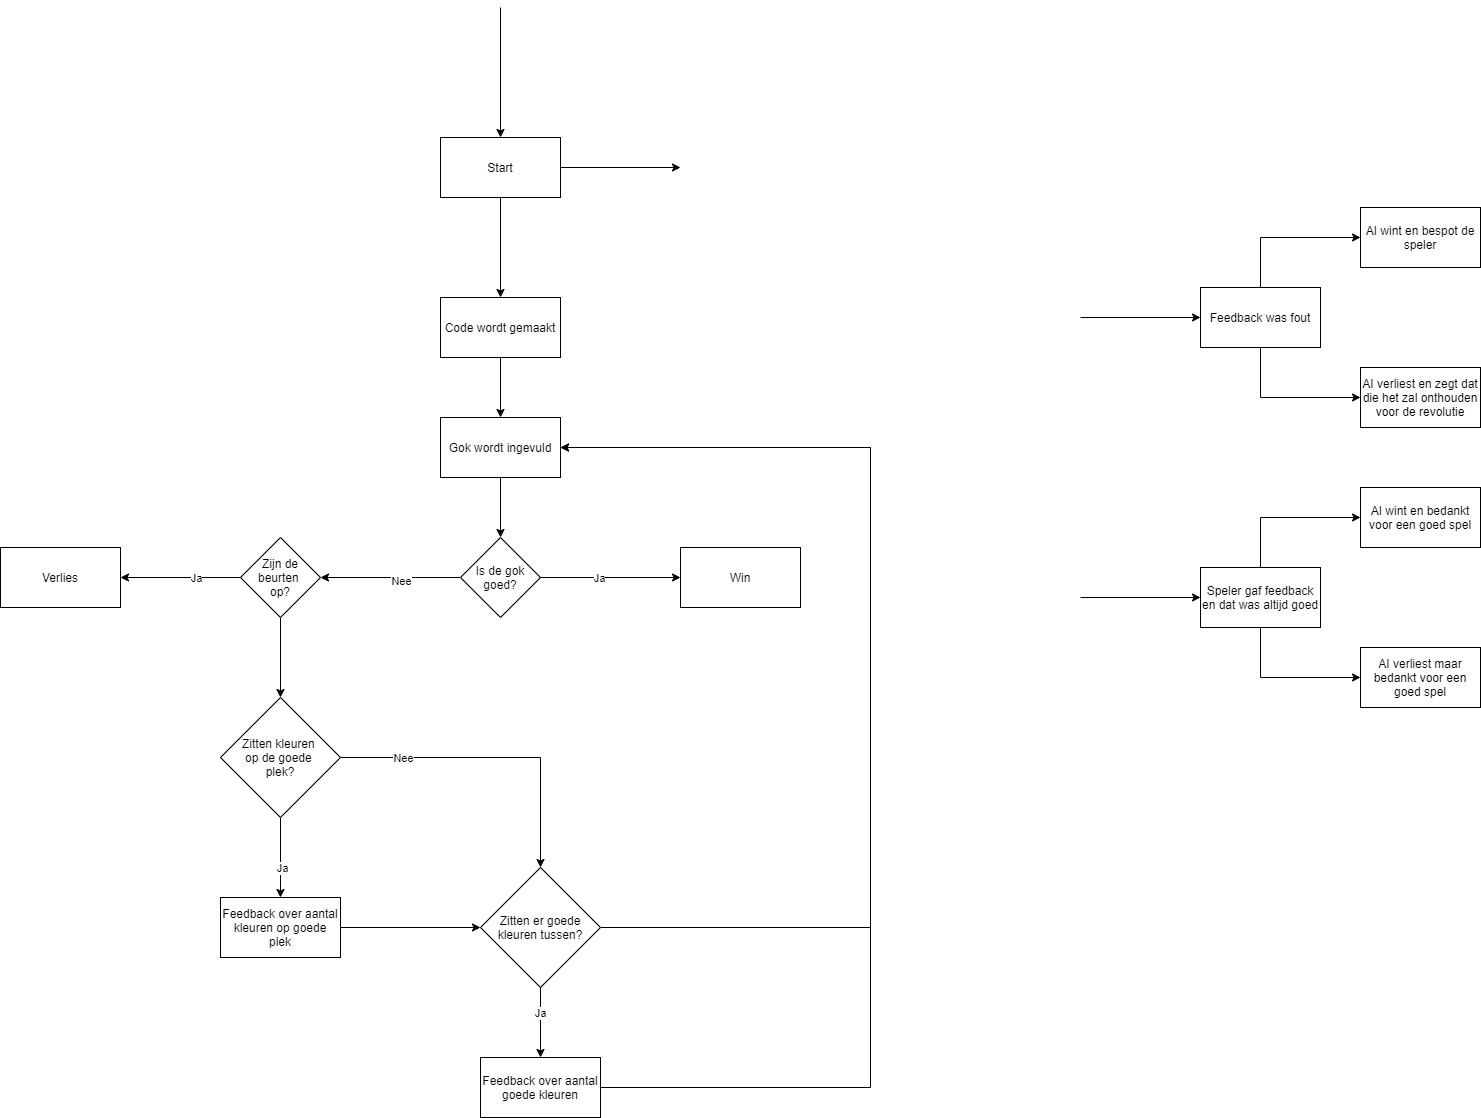 Start
Code wordt gemaakt
Gok wordt ingevuld
Is de gok
goed?
Ja
Win
Nee
Zijn de
beurten
op?
Ja
Verlies
Zitten kleuren
op de goede
plek?
Nee
Ja
Feedback over aantal
kleuren op goede
plek
Zitten er goede
kleuren tussen?
Ja
Feedback over aantal
goede kleuren
Feedback was fout
AI wint en bespot de
speler
AI verliest en zegt dat
die het zal onthouden
voor de revolutie
Speler gaf feedback
en dat was altijd goed
AI wint en bedankt
voor een goed spel
AI verliest maar
bedankt voor een
goed spel